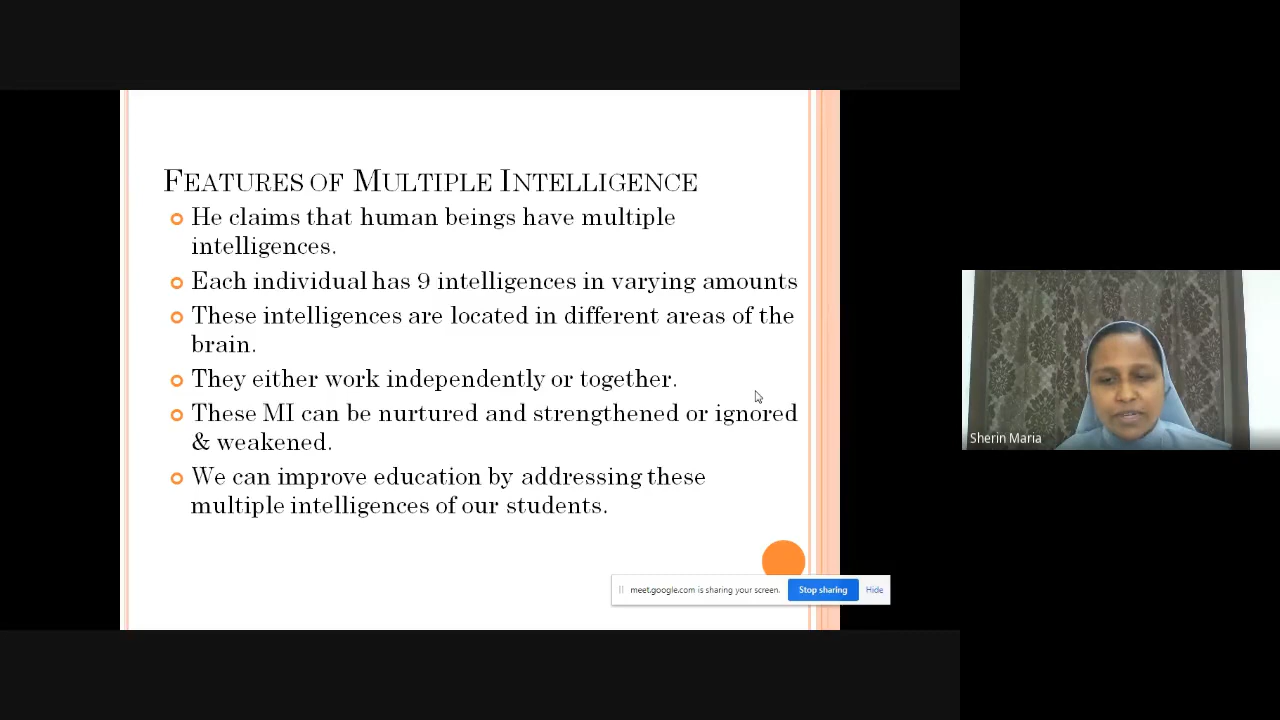 FEATURES OF MULTIPLE INTELLIGENCE
He claims that human beings have multiple
intelligences.
Each individual has 9 intelligences in varying amounts
These intelligences are located in different areas of the
brain.
They either work independently or together.
These MI can be nurtured and strengthened or ignored
& weakened.
We can improve education by addressing these
multiple intelligences of our students.
meet.google.com is sharing your screen. Stop sharing Hide
Sherin Maria